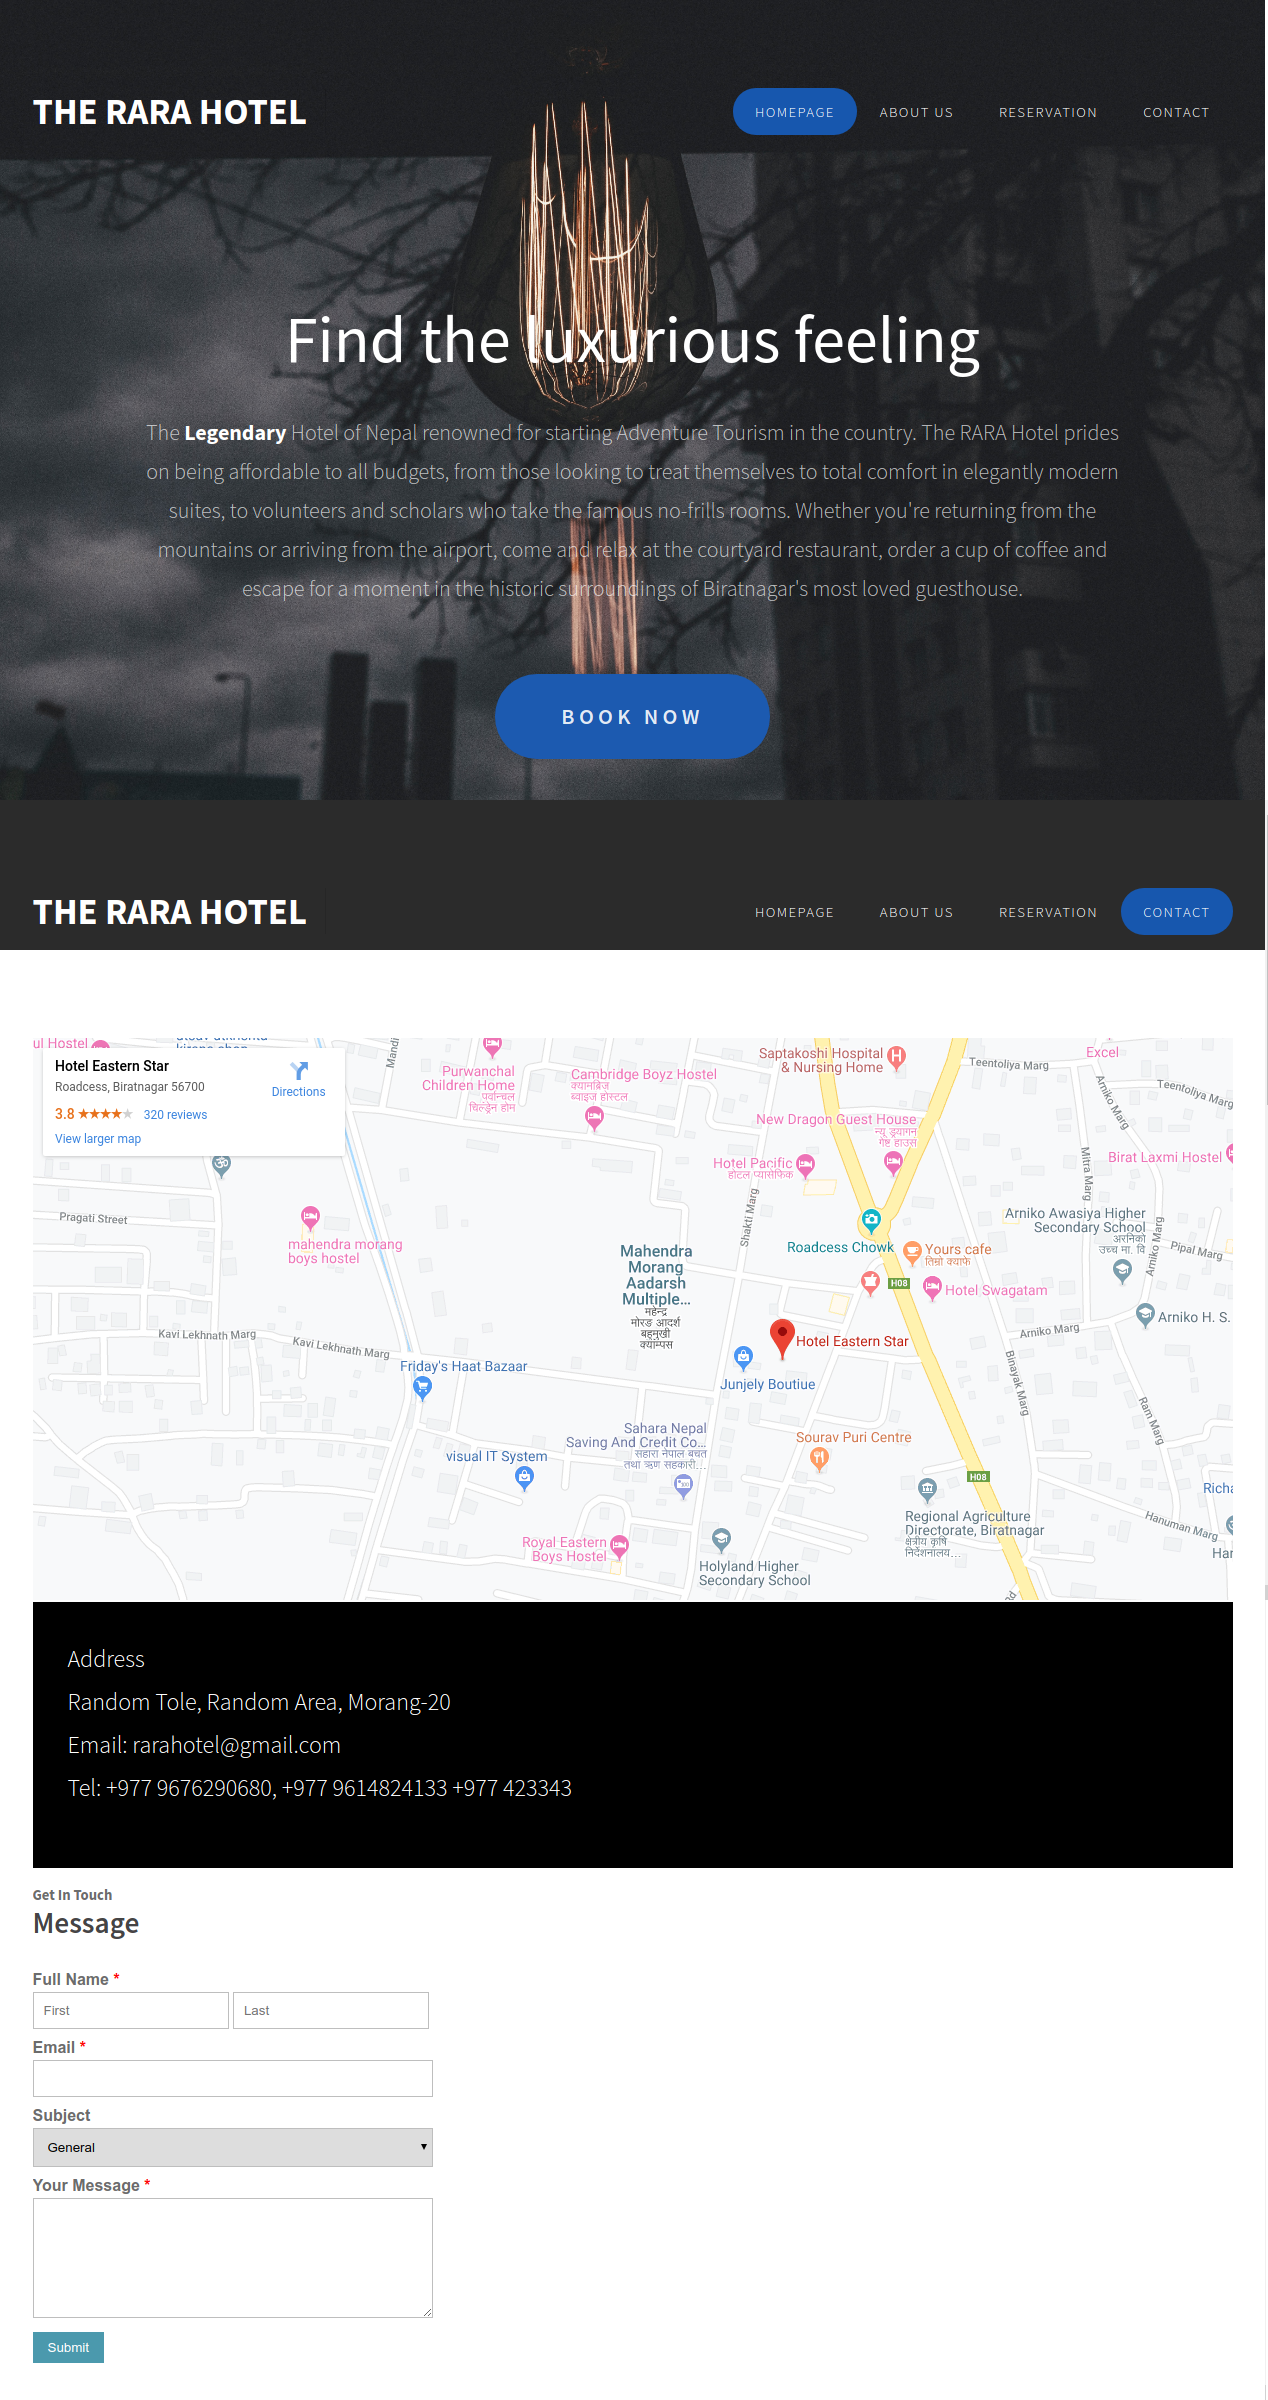 THE RARA HOTEL
HOMEPAGE
ABOUT US
RESERVATION
CONTACT
Find the luxurious feeling
The Legendary Hotel of Nepal renowned for starting Adventure Tourism in the country. The RARA Hotel prides
on being affordable to all budgets, from those looking to treat themselves to total comfort in elegantly modern
suites, to volunteers and scholars who take the famous no-frills rooms. Whether you're returning from the
mountains or arriving from the airport, come and relax at the courtyard restaurant, order a cup of coffee and
escape for a moment in the historic surroundings of Biratnagar's most loved guesthouse.
BOOK NOW
THE RARA HOTEL
HOMEPAGE
ABOUT US
RESERVATION
CONTACT
ul Hostel
Hotel Eastern Star
Roadcess, Biratnagar 56700
3.8
320 reviews
View larger map
Directions
Mandi
Purwanchal
Children Home
पूर्वान्चल
चिल्ड्रेन होम
Cambridge Boyz Hostel
क्यामब्रिज
ब्वाइज होस्टल
Saptakoshi Hospital
& Nursing Home
Teentoliya Marg
Excel
Arniko Marg
Teentoliya Marg
New Dragon Guest House
न्यू ड्रयागन
गेष्ट हाउस
Hotel Pacific
होटल प्यासेफिक
Mitra Marg
Birat Laxmi Hostel
Pragati Street
mahendra morang
boys hostel
Shakti Marg
Arniko Awasiya Higher
Secondary School
अरनिको
उच्च मा. वि
Arniko Marg
Pipal Marg
Roadcess Chowk
Yours cafe
तिम्रो क्याफे
Mahendra
Morang
Aadarsh
Multiple...
महेन्द्र
मोरङ आदर्श
बहुमुखी
क्याम्पस
H08
Hotel Swagatam
Arniko H. S.
Kavi Lekhnath Marg
Kavi Lekhnath Marg
Arniko Marg
Hotel Eastern Star
Friday's Haat Bazaar
Junjely Boutiue
Binayak Marg
Ram Marg
Sahara Nepal
Saving And Credit Co...
सहारा नेपाल बचत
तथा ऋण सहकारी...
Sourav Puri Centre
visual IT System
H08
Richa
Regional Agriculture
Directorate, Biratnagar
क्षेत्रीय कृषि
निर्देशनालय...
Hanuman Marg
Har
Royal Eastern
Boys Hostel
Holyland Higher
Secondary School
Address
Random Tole, Random Area, Morang-20
Email: rarahotel@gmail.com
Tel: +977 9676290680, +977 9614824133 +977 423343
Get In Touch
Message
Full Name *
First
Last
Email *
Subject
General
Your Message *
Submit